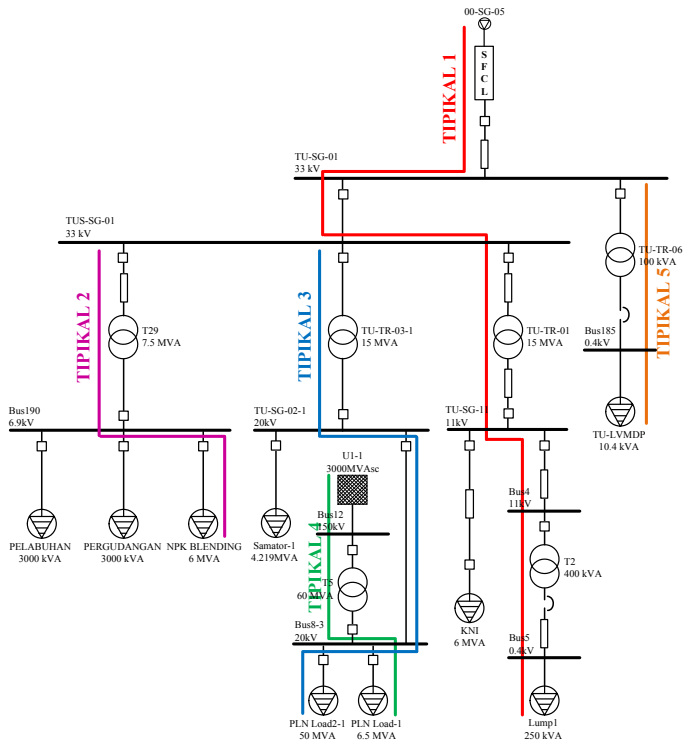 00-SG-05
SFCL
TIPIKAL 1
TU-SG-01
33 kV
TUS-SG-01
33 kV
TU-TR-06
100 kVA
TIPIKAL 2
TIPIKAL 3
TIPIKAL 5
T29
7.5 MVA
TU-TR-03-1
15 MVA
TU-TR-01
15 MVA
Bus185
0.4kV
Bus190
6.9kV
TU-SG-02-1
20kV
TU-SG-11
11kV
TU-LVMDP
10.4 kVA
U1-1
3000MVAsc
Bus4
11kV
Bus12
150kV
PELABUHAN
3000 kVA
PERGUDANGAN
3000 kVA
NPK BLENDING
6 MVA
Samator-1
4.219MVA
TIPIKAL 4
T5
60 MVA
T2
400 kVA
Bus8-3
20kV
KNI
6 MVA
Bus5
0.4kV
PLN Load2-1
50 MVA
PLN Load-1
6.5 MVA
Lump1
250 kVA